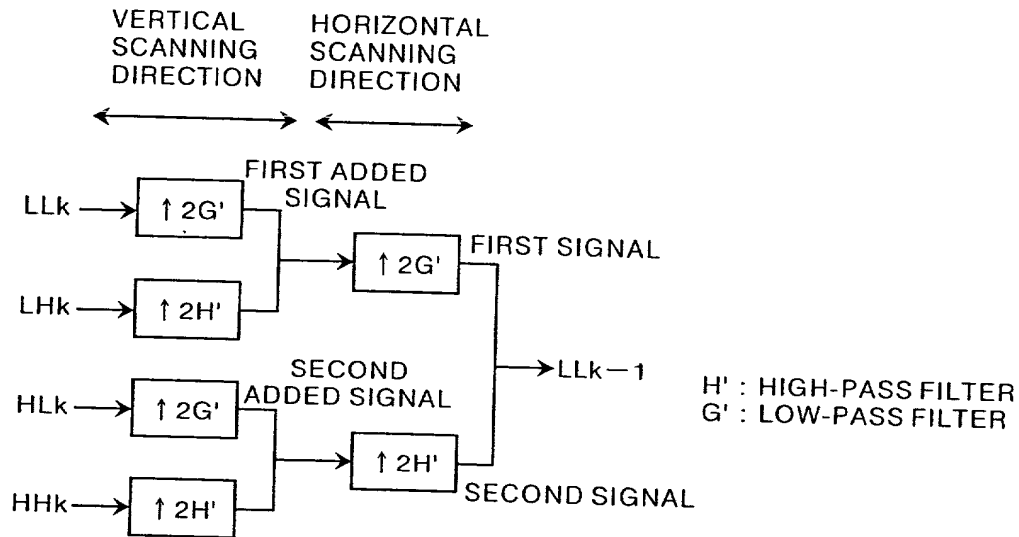 VERTICAL
SCANNING
DIRECTION
HORIZONTAL
SCANNING
DIRECTION
FIRST ADDED
SIGNAL
LLk
↑ 2G'
LHk
↑ 2H'
↑ 2G'
FIRST SIGNAL
LLk−1
SECOND
ADDED SIGNAL
HLk
↑ 2G'
HHk
↑ 2H'
↑ 2H'
SECOND SIGNAL
H' : HIGH-PASS FILTER
G' : LOW-PASS FILTER